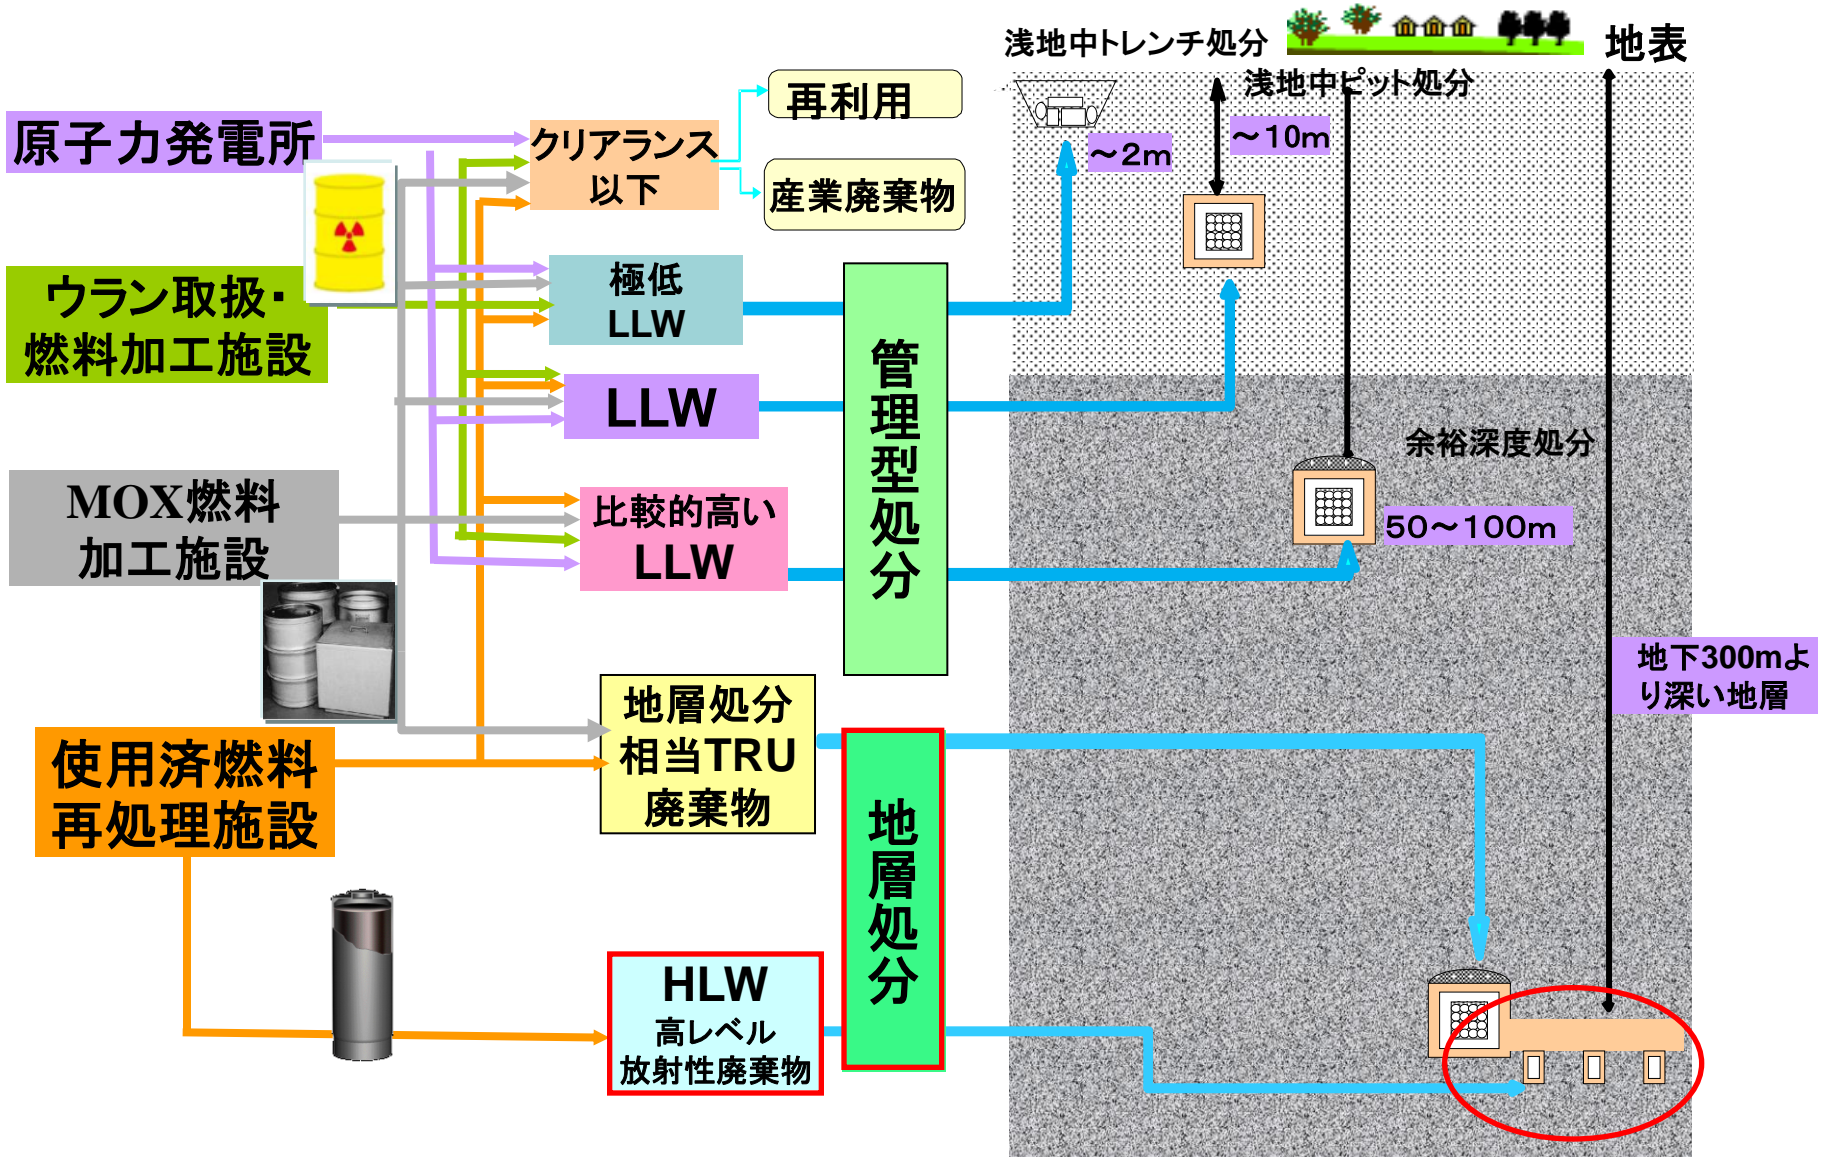 浅地中トレンチ処分
地表
浅地中ピット処分
再利用
原子力発電所
クリアランス
以下
~2m
~10m
産業廃棄物
ウラン取扱・
燃料加工施設
極低
LLW
管理型処分
LLW
余裕深度処分
MOX燃料
加工施設
比較的高い
LLW
50~100m
地下300mよ
り深い地層
地層処分
相当TRU
廃棄物
使用済燃料
再処理施設
地層処分
HLW
高レベル
放射性廃棄物